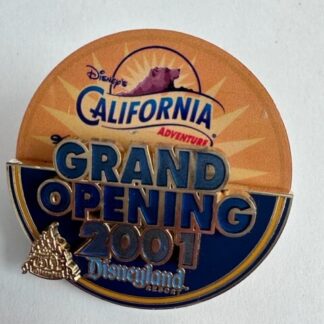 Disney's
CALIFORNIA
ADVENTURE
GRAND
OPENING
2001
Disneyland
RESORT